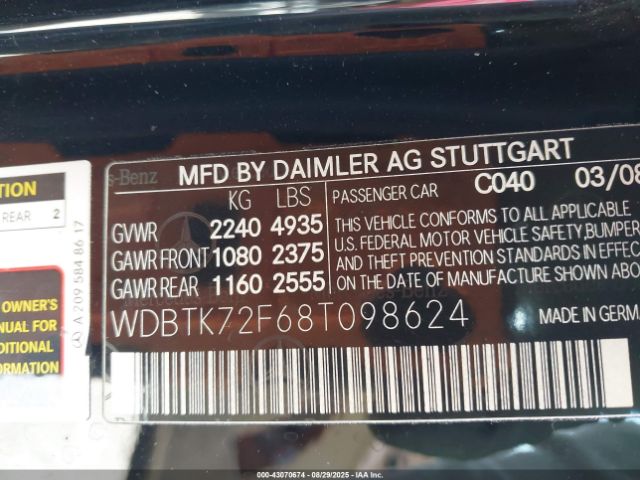 MFD BY DAIMLER AG STUTTGART
KG LBS
PASSENGER CAR C040 03/08
GVWR 2240 4935
GAWR FRONT 1080 2375
GAWR REAR 1160 2555
THIS VEHICLE CONFORMS TO ALL APPLICABLE
U.S. FEDERAL MOTOR VEHICLE SAFETY, BUMPER
AND THEFT PREVENTION STANDARDS IN EFFEC
ON THE DATE OF MANUFACTURE SHOWN ABO
WDBTK72F68T098624
MADE IN GERM
s-Benz
TION
REAR 2
A 209 584 86 17
OWNER'S
NUAL FOR
DITIONAL
ORMATION
000-43070674 - 08/29/2025 - IAAI.COM